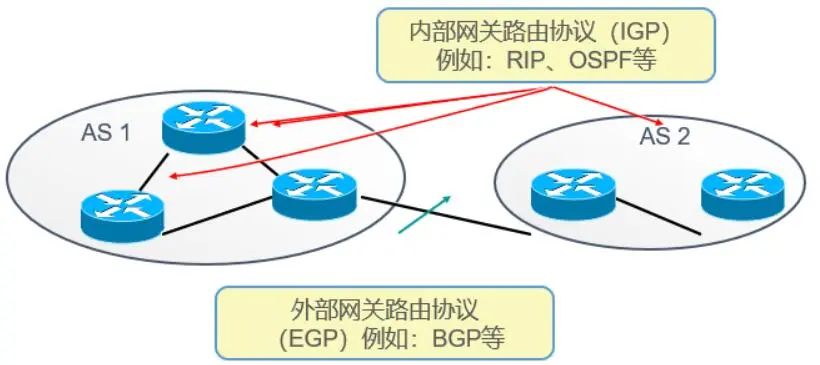 内部网关路由协议（IGP）
例如：RIP、OSPF等
AS 1
AS 2
外部网关路由协议
（EGP）例如：BGP等